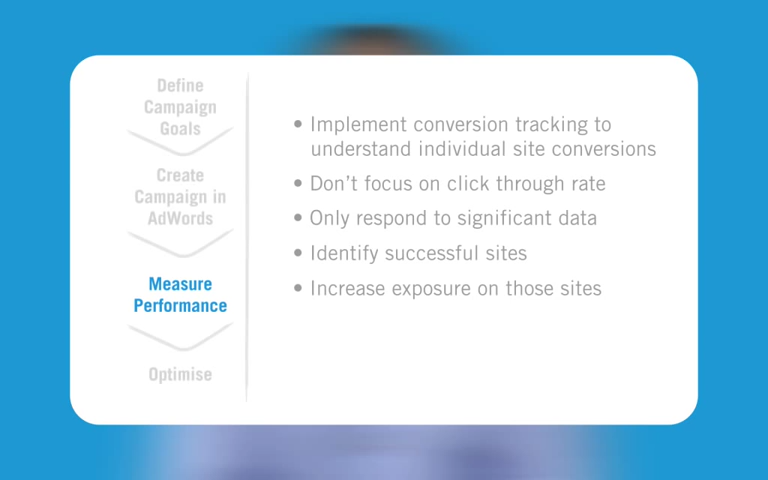 Define
Campaign
Goals
Create
Campaign in
AdWords
Measure
Performance
Optimise
• Implement conversion tracking to
understand individual site conversions
• Don't focus on click through rate
• Only respond to significant data
• Identify successful sites
• Increase exposure on those sites